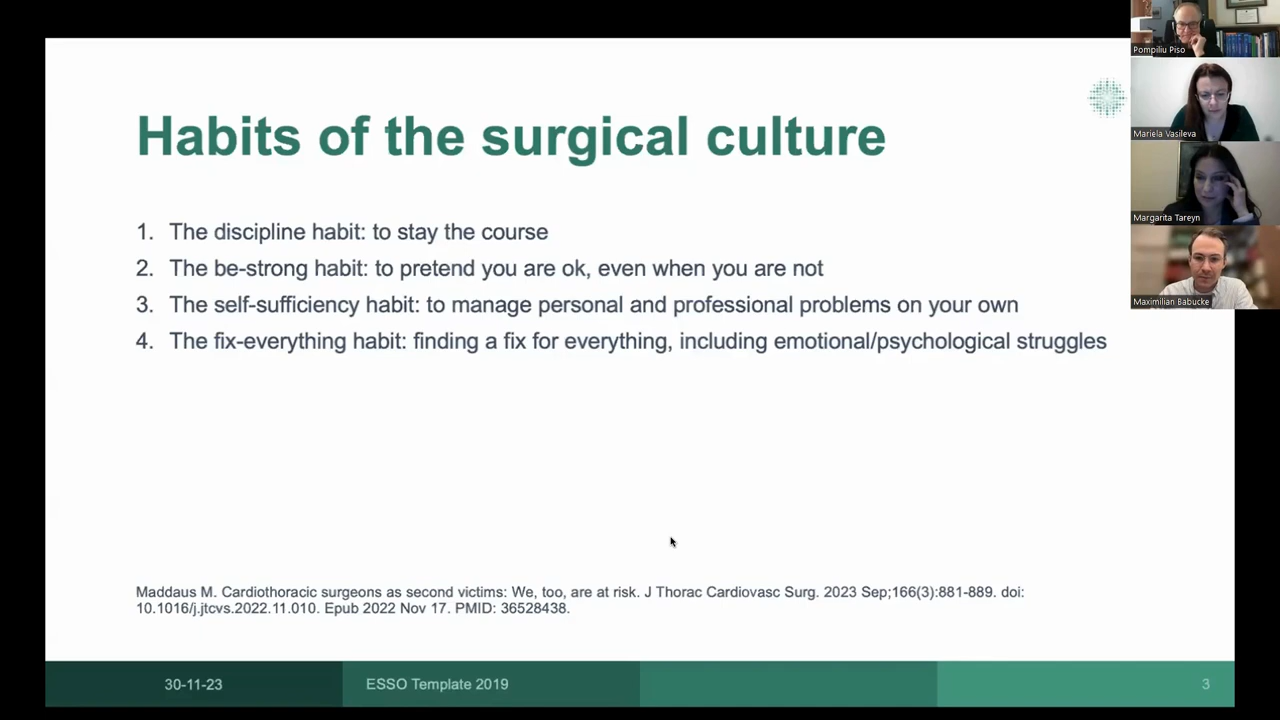 Habits of the surgical culture
1. The discipline habit: to stay the course
2. The be-strong habit: to pretend you are ok, even when you are not
3. The self-sufficiency habit: to manage personal and professional problems on your own
4. The fix-everything habit: finding a fix for everything, including emotional/psychological struggles
Maddaus M. Cardiothoracic surgeons as second victims: We, too, are at risk. J Thorac Cardiovasc Surg. 2023 Sep;166(3):881-889. doi:
10.1016/j.jtcvs.2022.11.010. Epub 2022 Nov 17. PMID: 36528438.
30-11-23
ESSO Template 2019
3
Pompiliu Piso
Mariela Vasileva
Margarita Tareyn
Maximilian Babucke